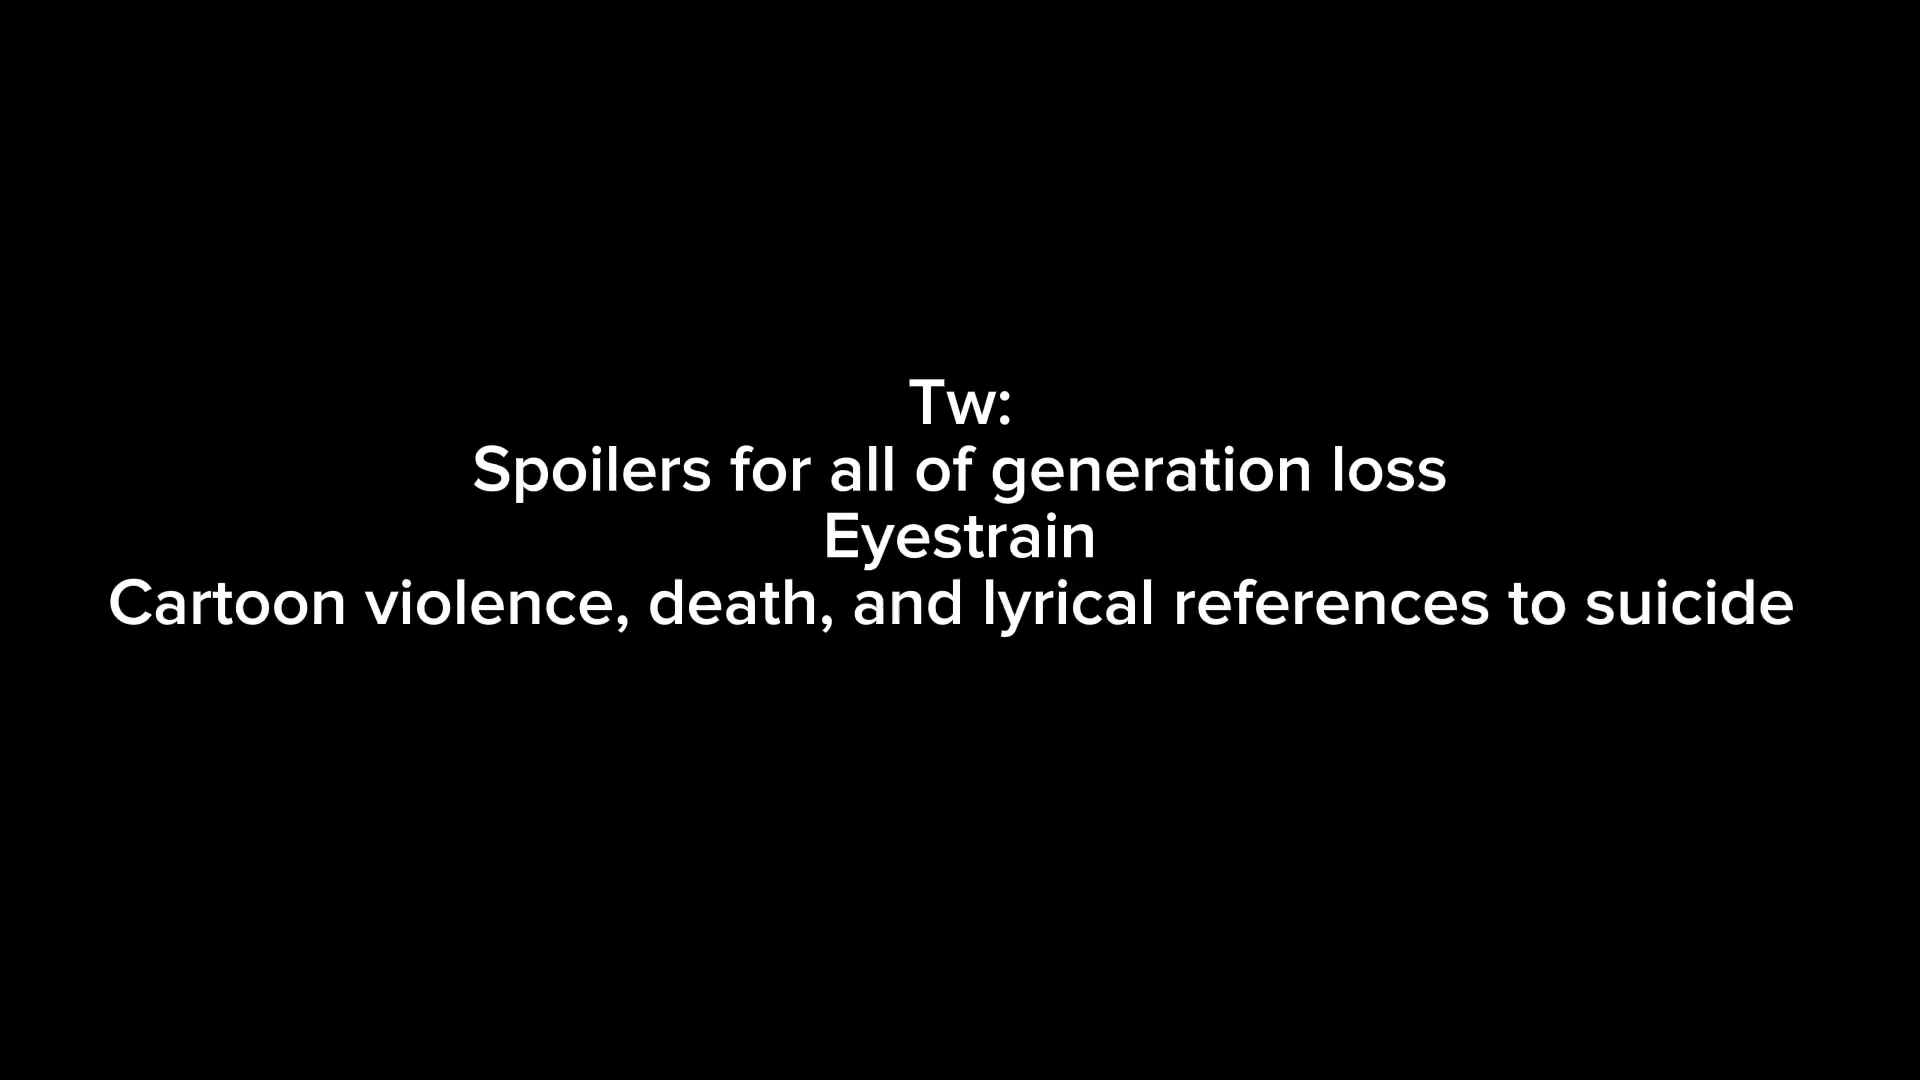 Tw:
Spoilers for all of generation loss
Eyestrain
Cartoon violence, death, and lyrical references to suicide